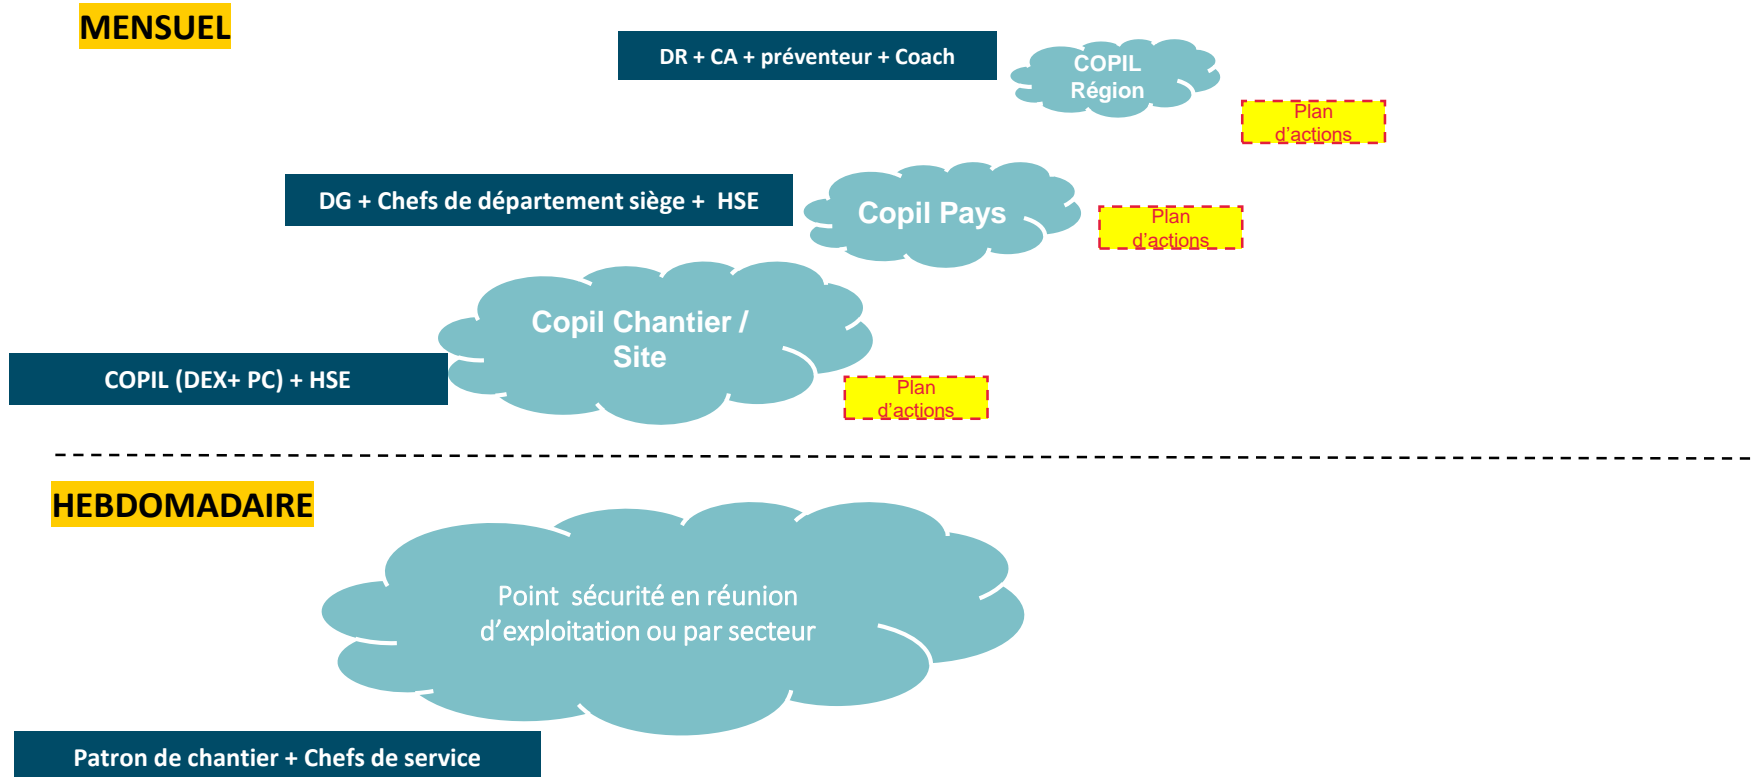 MENSUEL
DR + CA + préventeur + Coach
COPIL
Région
Plan
d’actions
DG + Chefs de département siège + HSE
Copil Pays
Plan
d’actions
Copil Chantier /
Site
COPIL (DEX+ PC) + HSE
Plan
d’actions
HEBDOMADAIRE
Point sécurité en réunion
d’exploitation ou par secteur
Patron de chantier + Chefs de service